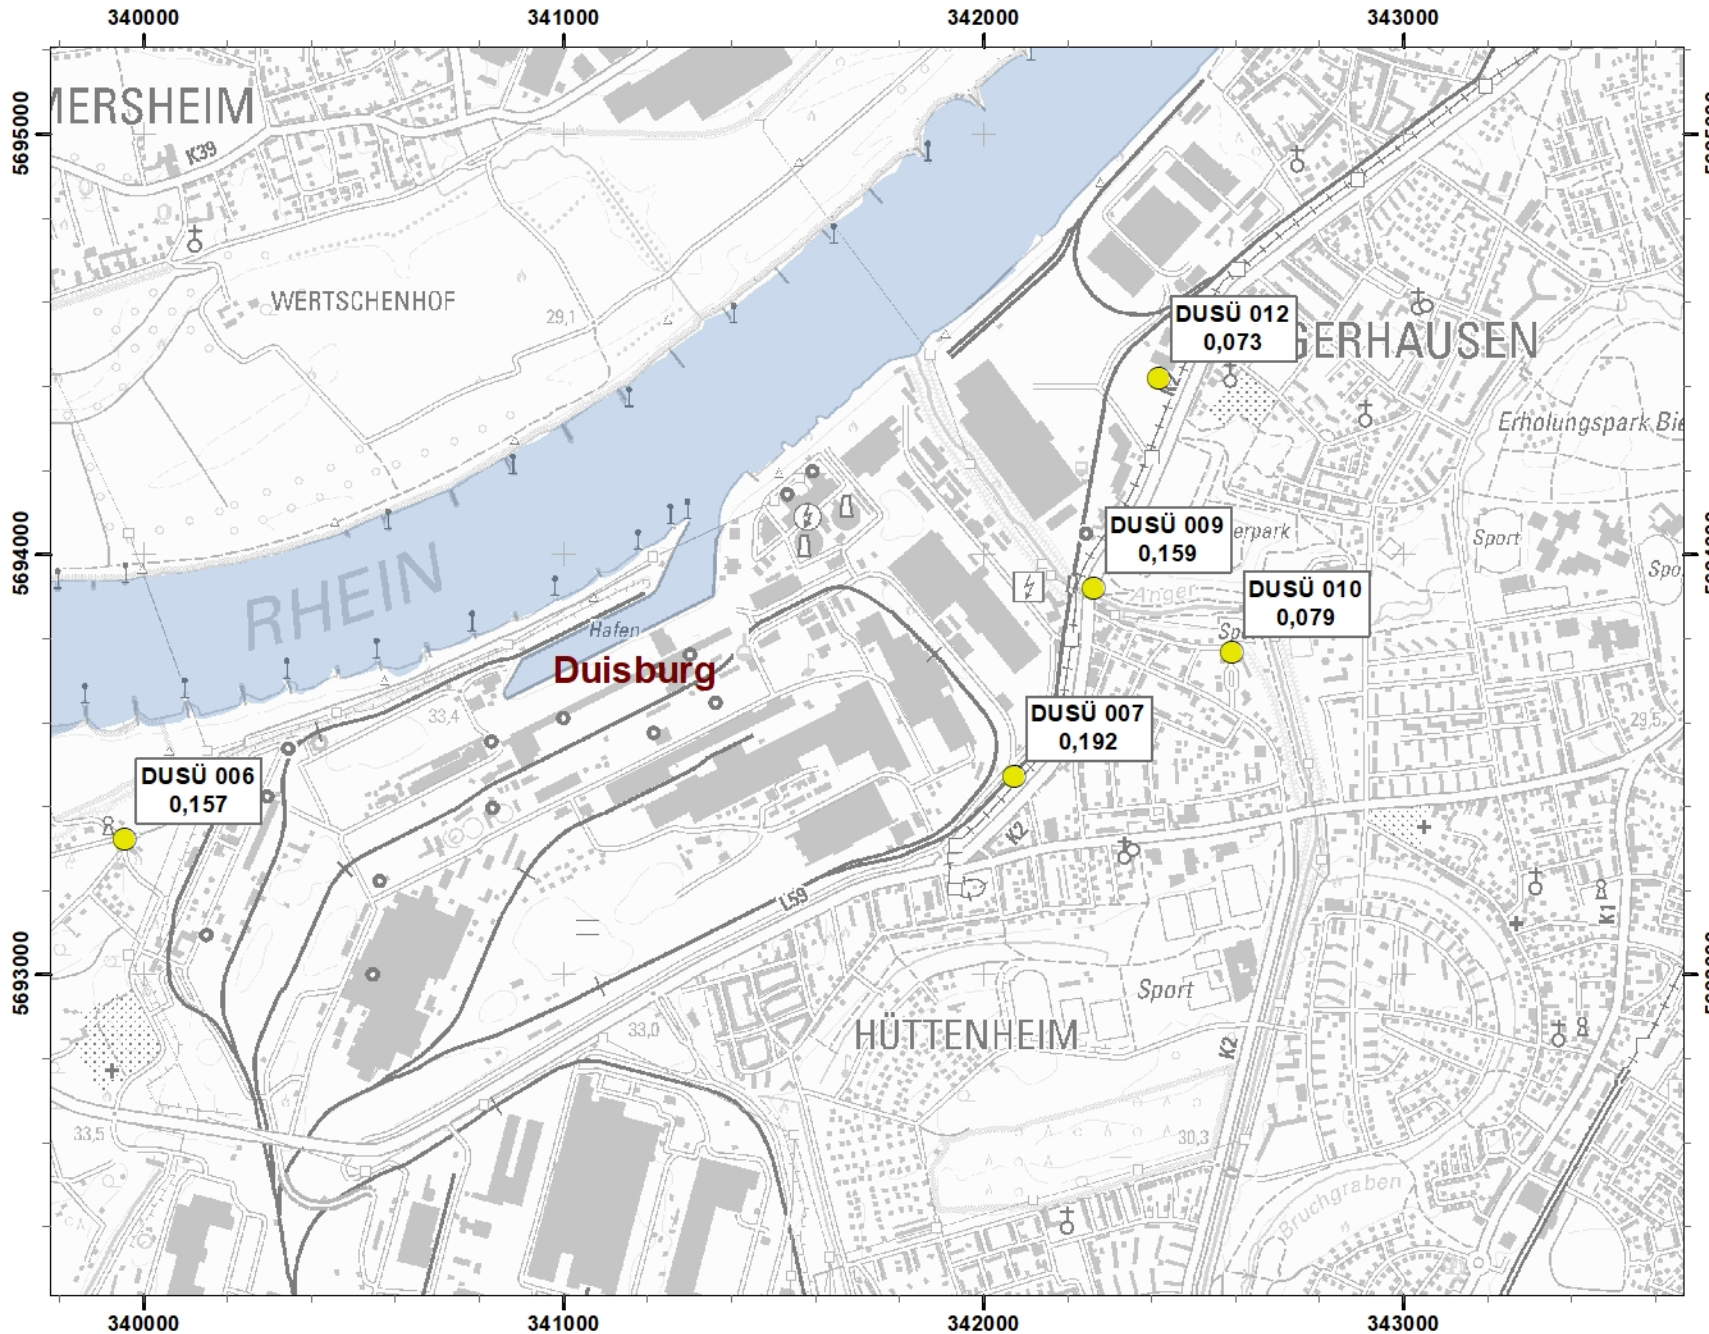 340000 341000 342000 343000
5695000
MERSHEIM
K39
WERTSCHENHOF
29,1
DUSÜ 012
0,073
GERHAUSEN
Erholungspark Bie
5694000
RHEIN
Hafen
DUSÜ 009
0,159
erpark
Sport
Spo
Anger
DUSÜ 010
0,079
Spo
Duisburg
33,4
DUSÜ 007
0,192
29,5
DUSÜ 006
0,157
K2
L59
K1
5693000
Sport
33,0
HÜTTENHEIM
K2
33,5
30,3
Bruchgraben
340000 341000 342000 343000